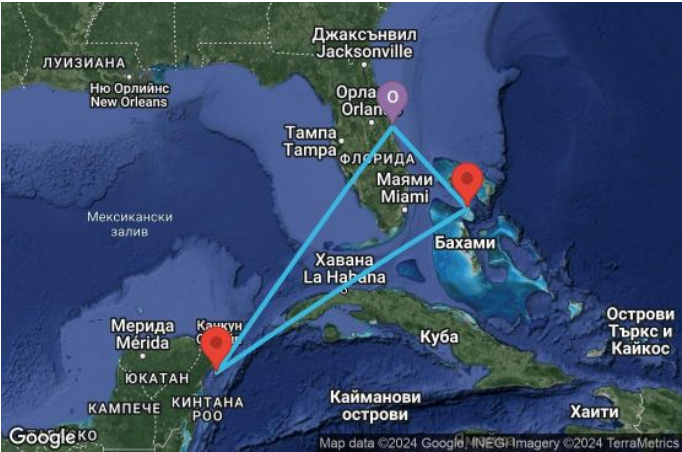 Джаксънвил
Jacksonville
ЛУИЗИАНА
Ню Орлийнс
New Orleans
Орла
Orlan
O
Тампа
Tampa
ФЛОРИДА
Маями
Miami
Мексикански
залив
Бахами
Хавана
La Habana
Острови
Търкс и
Кайкос
Мерида
Mérida
Канкун
Куба
ЮКАТАН
КАМПЕЧЕ
КИНТАНА
РОО
Кайманови
острови
Хаити
Google
Map data ©2024 Google, INEGI Imagery ©2024 TerraMetrics